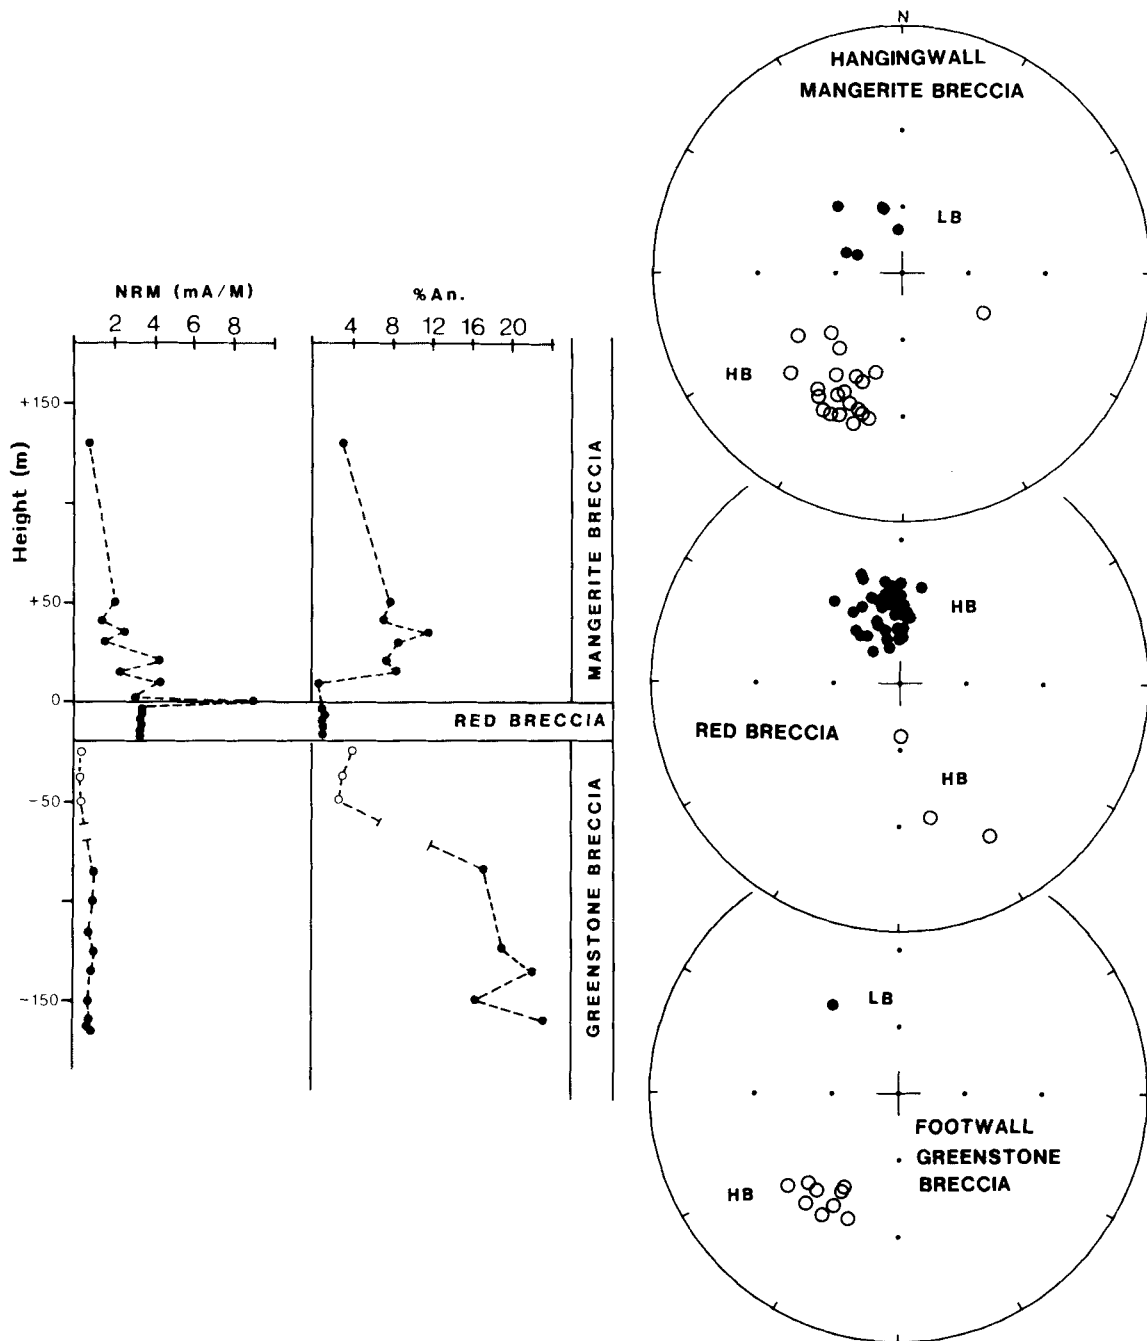 NRM (mA/M)
2 4 6 8
%An.
4 8 12 16 20
Height (m)
+150
+50
0
-50
-150
MANGERITE BRECCIA
RED BRECCIA
GREENSTONE BRECCIA
N
HANGINGWALL
MANGERITE BRECCIA
LB
HB
HB
RED BRECCIA
HB
LB
FOOTWALL
GREENSTONE
BRECCIA
HB